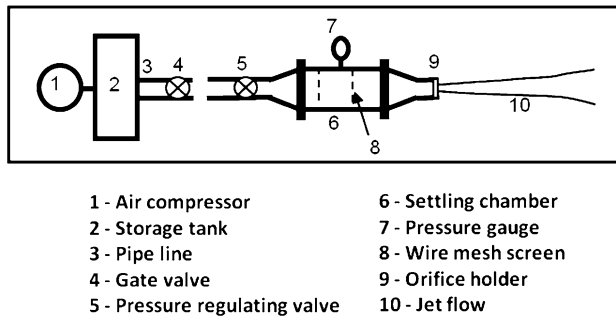 7
3 4 5 9
1 2
6 8 10
1 - Air compressor
2 - Storage tank
3 - Pipe line
4 - Gate valve
5 - Pressure regulating valve
6 - Settling chamber
7 - Pressure gauge
8 - Wire mesh screen
9 - Orifice holder
10 - Jet flow